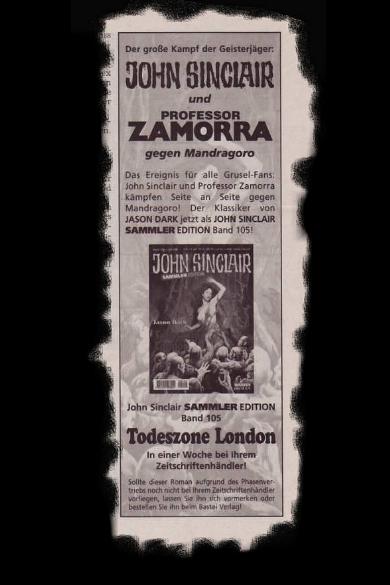 Der große Kampf der Geisterjäger:
JOHN SINCLAIR
und
PROFESSOR
ZAMORRA
gegen Mandragoro
Das Ereignis für alle Grusel-Fans:
John Sinclair und Professor Zamorra
kämpfen Seite an Seite gegen
Mandragoro! Der Klassiker von
JASON DARK jetzt als JOHN SINCLAIR
SAMMLER EDITION Band 105!
JOHN SINCLAIR
SAMMLER EDITION
Jason Dark
John Sinclair SAMMLER EDITION
Band 105
Todeszone London
In einer Woche bei Ihrem
Zeitschriftenhändler!
Sollte dieser Roman aufgrund des Phasenver-
triebs noch nicht bei Ihrem Zeitschriftenhändler
vorliegen, lassen Sie ihn sich vormerken oder
bestellen Sie ihn beim Bastei Verlag!